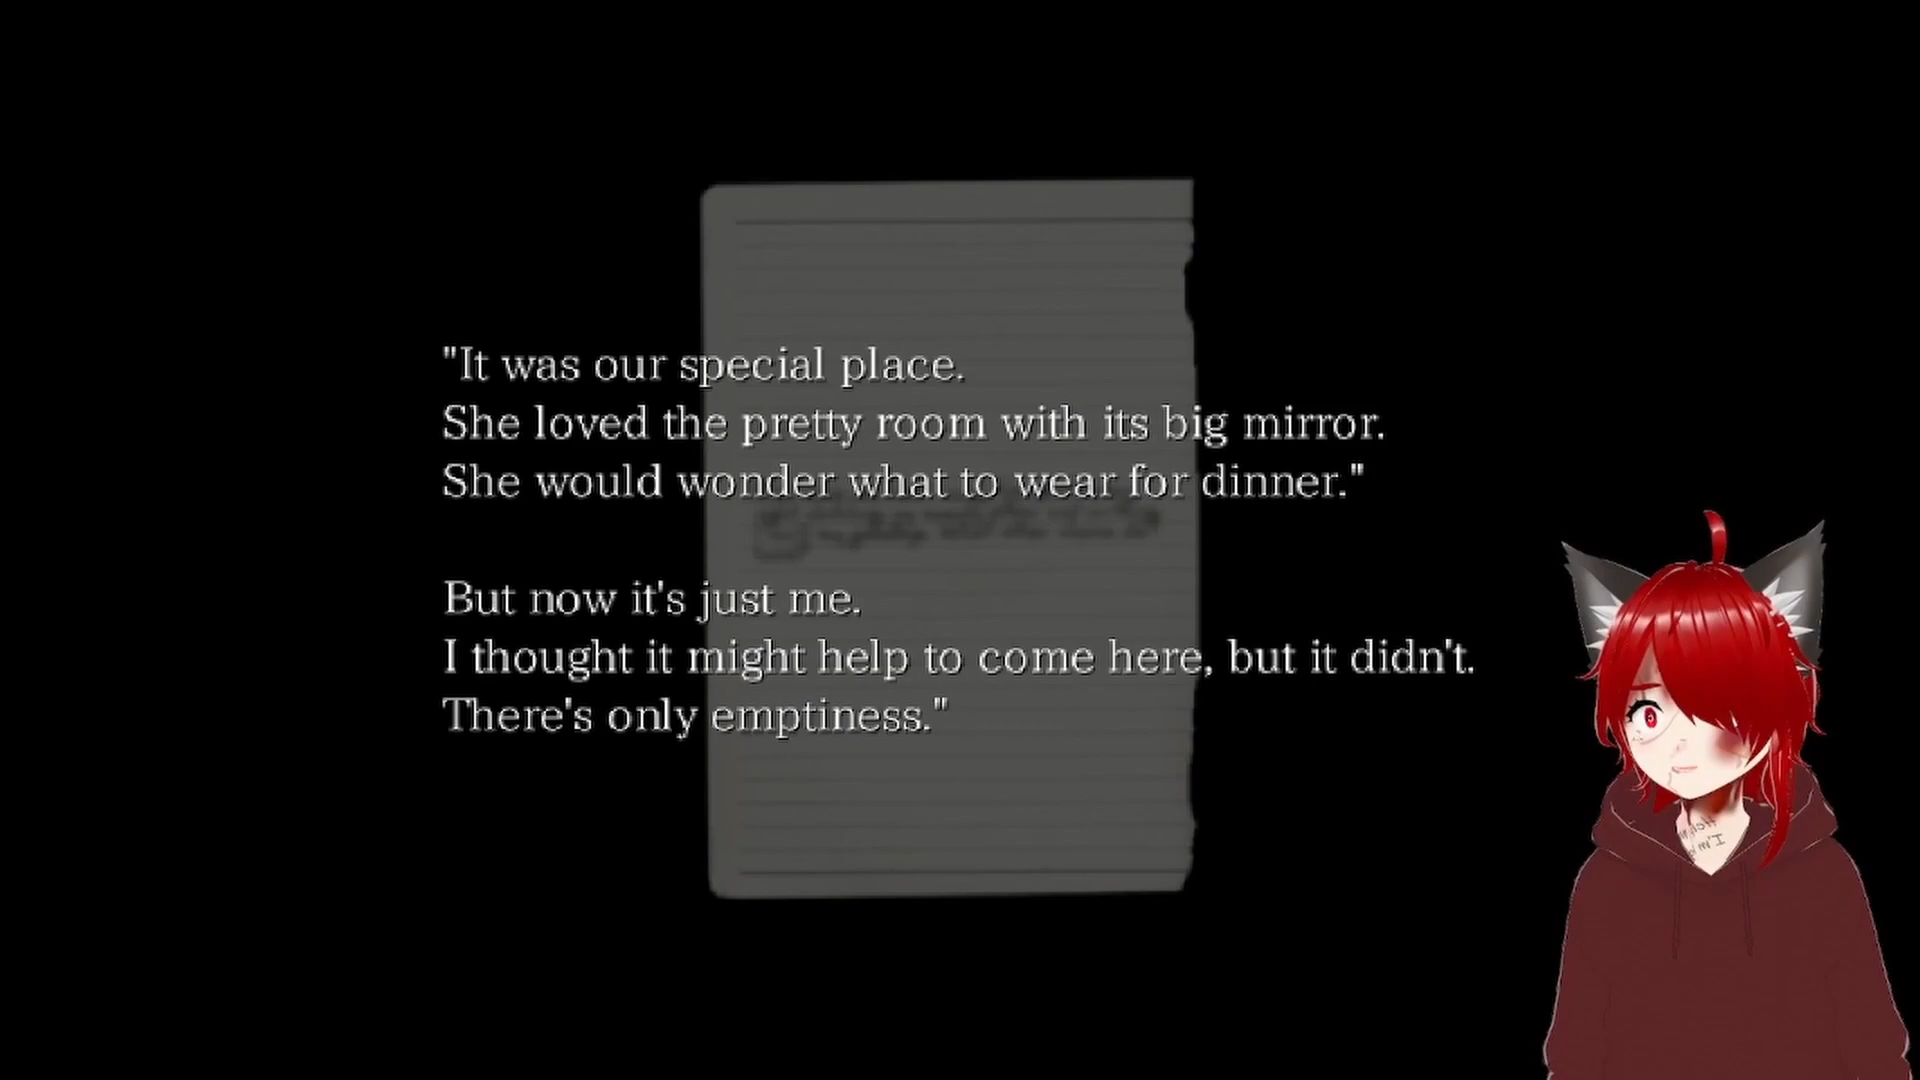 "It was our special place.
She loved the pretty room with its big mirror.
She would wonder what to wear for dinner."
But now it's just me.
I thought it might help to come here, but it didn't.
There's only emptiness."